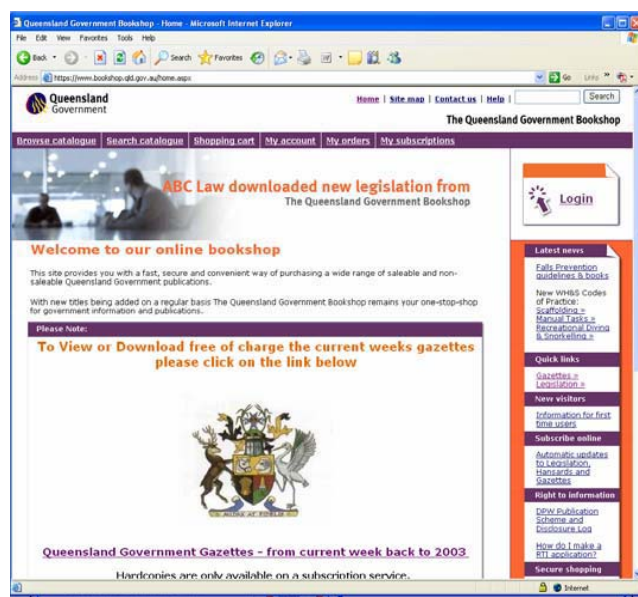 Queensland Government Bookshop - Home - Microsoft Internet Explorer
File Edit View Favorites Tools Help
Back Search Favorites
Address https://www.bookshop.qld.gov.au/home.aspx Go Links »
Queensland
Government
Home | Site map | Contact us | Help | Search
The Queensland Government Bookshop
Browse catalogue Search catalogue Shopping cart My account My orders My subscriptions
ABC Law downloaded new legislation from
The Queensland Government Bookshop
Login
Welcome to our online bookshop
This site provides you with a fast, secure and convenient way of purchasing a wide range of saleable and non-
saleable Queensland Government publications.
With new titles being added on a regular basis The Queensland Government Bookshop remains your one-stop-shop
for government information and publications.
Please Note:
To View or Download free of charge the current weeks gazettes
please click on the link below
AUDAX AT FIDELIS
Queensland Government Gazettes - from current week back to 2003
Hardcopies are only available on a subscription service.
Latest news
Falls Prevention
guidelines & books
New WH&S Codes
of Practice:
Scaffolding »
Manual Tasks »
Recreational Diving
& Snorkelling »
Quick links
Gazettes »
Legislation »
New visitors
Information for first
time users
Subscribe online
Automatic updates
to Legislation,
Hansards and
Gazettes
Right to information
DPW Publication
Scheme and
Disclosure Log
How do I make a
RTI application?
Secure shopping
Internet